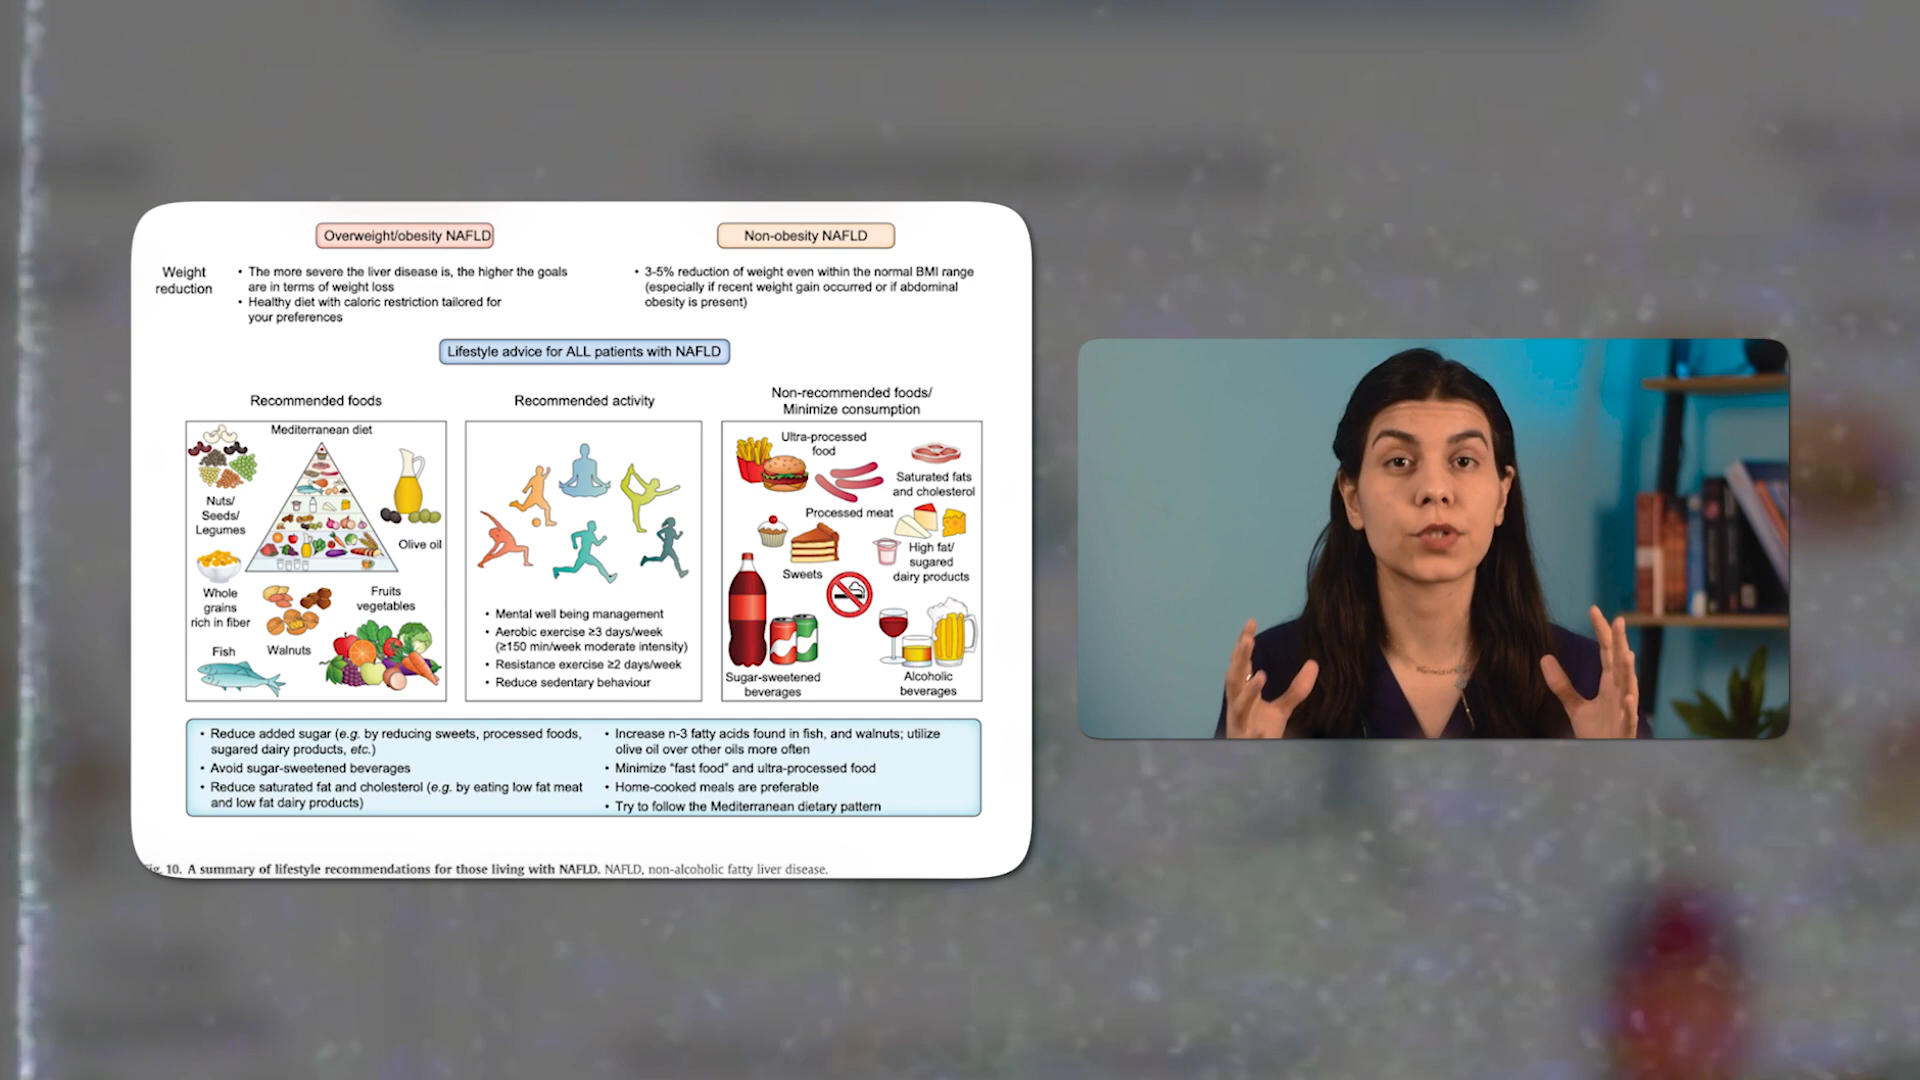 Overweight/obesity NAFLD
Non-obesity NAFLD
Weight
reduction
• The more severe the liver disease is, the higher the goals
are in terms of weight loss
• Healthy diet with caloric restriction tailored for
your preferences
• 3-5% reduction of weight even within the normal BMI range
(especially if recent weight gain occurred or if abdominal
obesity is present)
Lifestyle advice for ALL patients with NAFLD
Recommended foods
Mediterranean diet
Nuts/
Seeds/
Legumes
Olive oil
Whole
grains
rich in fiber
Fruits
vegetables
Fish
Walnuts
Recommended activity
• Mental well being management
• Aerobic exercise ≥3 days/week
(≥150 min/week moderate intensity)
• Resistance exercise ≥2 days/week
• Reduce sedentary behaviour
Non-recommended foods/
Minimize consumption
Ultra-processed
food
Saturated fats
and cholesterol
Processed meat
High fat/
sugared
dairy products
Sweets
Sugar-sweetened
beverages
Alcoholic
beverages
• Reduce added sugar (e.g. by reducing sweets, processed foods,
sugared dairy products, etc.)
• Avoid sugar-sweetened beverages
• Reduce saturated fat and cholesterol (e.g. by eating low fat meat
and low fat dairy products)
• Increase n-3 fatty acids found in fish, and walnuts; utilize
olive oil over other oils more often
• Minimize "fast food" and ultra-processed food
• Home-cooked meals are preferable
• Try to follow the Mediterranean dietary pattern
ig. 10. A summary of lifestyle recommendations for those living with NAFLD. NAFLD, non-alcoholic fatty liver disease.